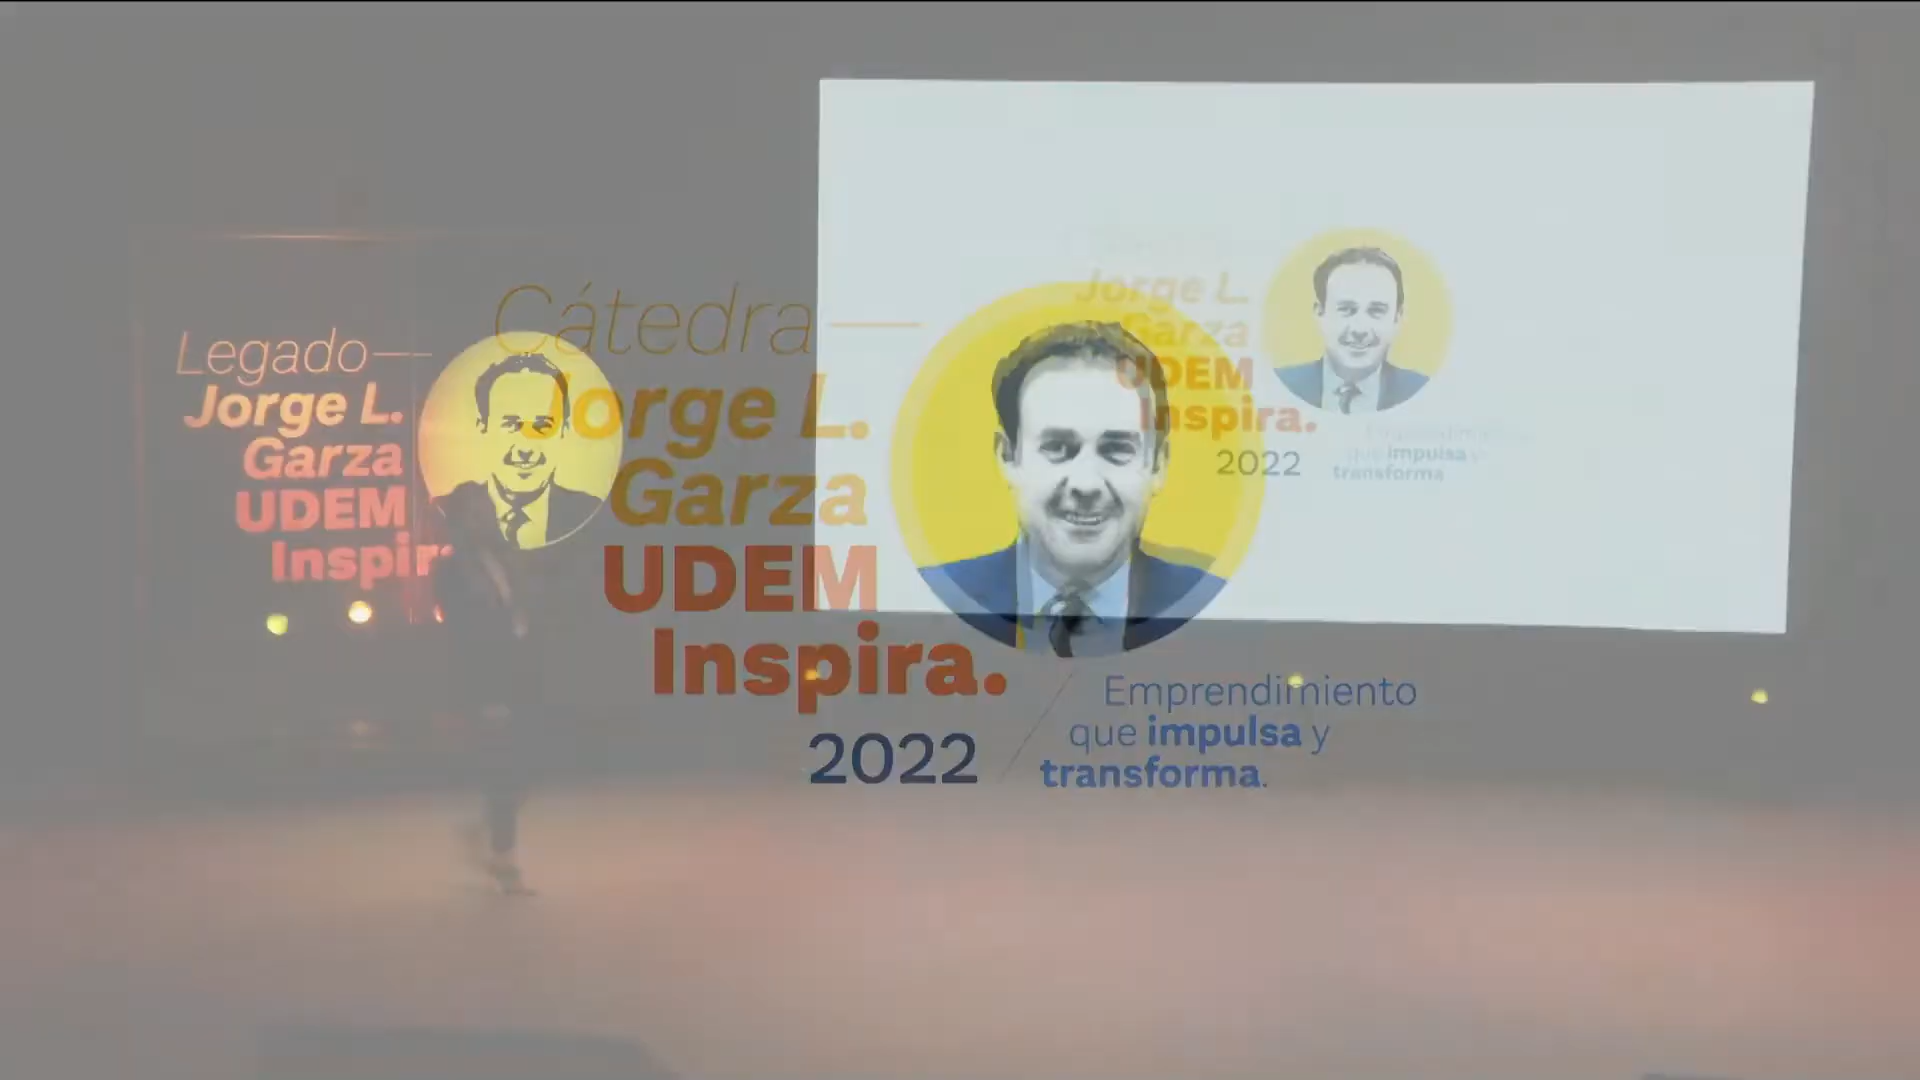 Legado
Jorge L.
Garza
UDEM
Inspir
Cátedra
Jorge L.
Garza
UDEM
Inspira.
2022
Emprendimiento
que impulsa y
transforma.
Jorge L.
Garza
UDEM
Inspira.
2022
que impulsa y
transforma